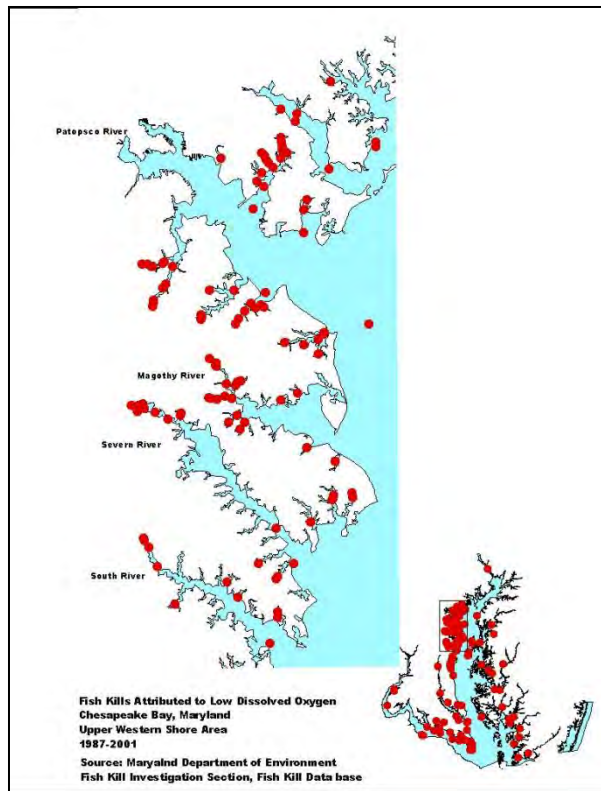 Patopsco River
Magothy River
Severn River
South River
Fish Kills Attributed to Low Dissolved Oxygen
Chesapeake Bay, Maryland
Upper Western Shore Area
1987-2001
Source: Maryalnd Department of Environment
Fish Kill Investigation Section, Fish Kill Data base